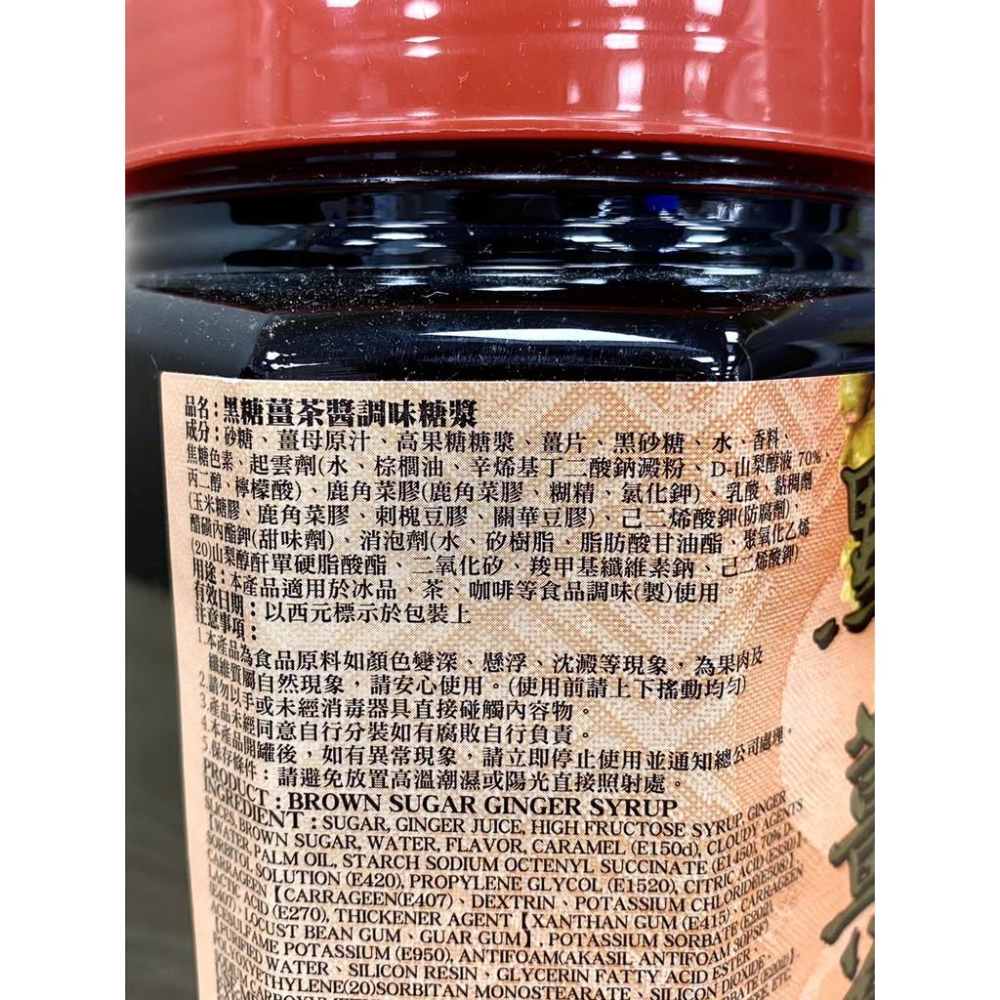 品名：黑糖薑茶醬調味糖漿
成分：砂糖、薑母原汁、高果糖糖漿、薑片、黑砂糖、水、香料、
焦糖色素、起雲劑(水、棕櫚油、辛烯基丁二酸鈉澱粉、D-山梨醇液 70%、
丙二醇、檸檬酸)、鹿角菜膠(鹿角菜膠、糊精、氯化鉀)、乳酸、黏稠劑
(玉米糖膠、鹿角菜膠、刺槐豆膠、關華豆膠)、己二烯酸鉀(防腐劑)、
醋磺內酯鉀(甜味劑)、消泡劑(水、矽樹脂、脂肪酸甘油酯、聚氧化乙烯
(20)山梨醇酐單硬脂酸酯、二氧化矽、羧甲基纖維素鈉、己二烯酸鉀)
用途：本產品適用於冰品、茶、咖啡等食品調味(製)使用。
有效日期：以西元標示於包裝上
注意事項：
1.本產品為食品原料如顏色變深、懸浮、沈澱等現象，為果肉及
纖維質屬自然現象，請安心使用。(使用前請上下搖動均勻)
2.請勿以手或未經消毒器具直接碰觸內容物。
3.產品未經同意自行分裝如有腐敗自行負責。
4.本產品開罐後，如有異常現象，請立即停止使用並通知總公司處理。
5.保存條件：請避免放置高溫潮濕或陽光直接照射處。
PRODUCT：BROWN SUGAR GINGER SYRUP
INGREDIENT：SUGAR, GINGER JUICE, HIGH FRUCTOSE SYRUP, GINGER
SLICES, BROWN SUGAR, WATER, FLAVOR, CARAMEL (E150d), CLOUDY AGENTS
【WATER, PALM OIL, STARCH SODIUM OCTENYL SUCCINATE (E1450), 70% D-
SORBITOL SOLUTION (E420), PROPYLENE GLYCOL (E1520), CITRIC ACID(E330)】,
CARRAGEEN【CARRAGEEN(E407)、DEXTRIN、POTASSIUM CHLORIDE(E508)】,
LACTIC ACID (E270), THICKENER AGENT【XANTHAN GUM (E415)、CARRAGEEN
(E407)、LOCUST BEAN GUM、GUAR GUM】, POTASSIUM SORBATE (E202),
ACESULFAME POTASSIUM (E950), ANTIFOAM(AKASIL ANTIFOAM 30PSF)
【PURIFIED WATER、SILICON RESIN、GLYCERIN FATTY ACID ESTER、
POLYOXYETHYLENE(20)SORBITAN MONOSTEARATE、SILICON DIOXIDE、